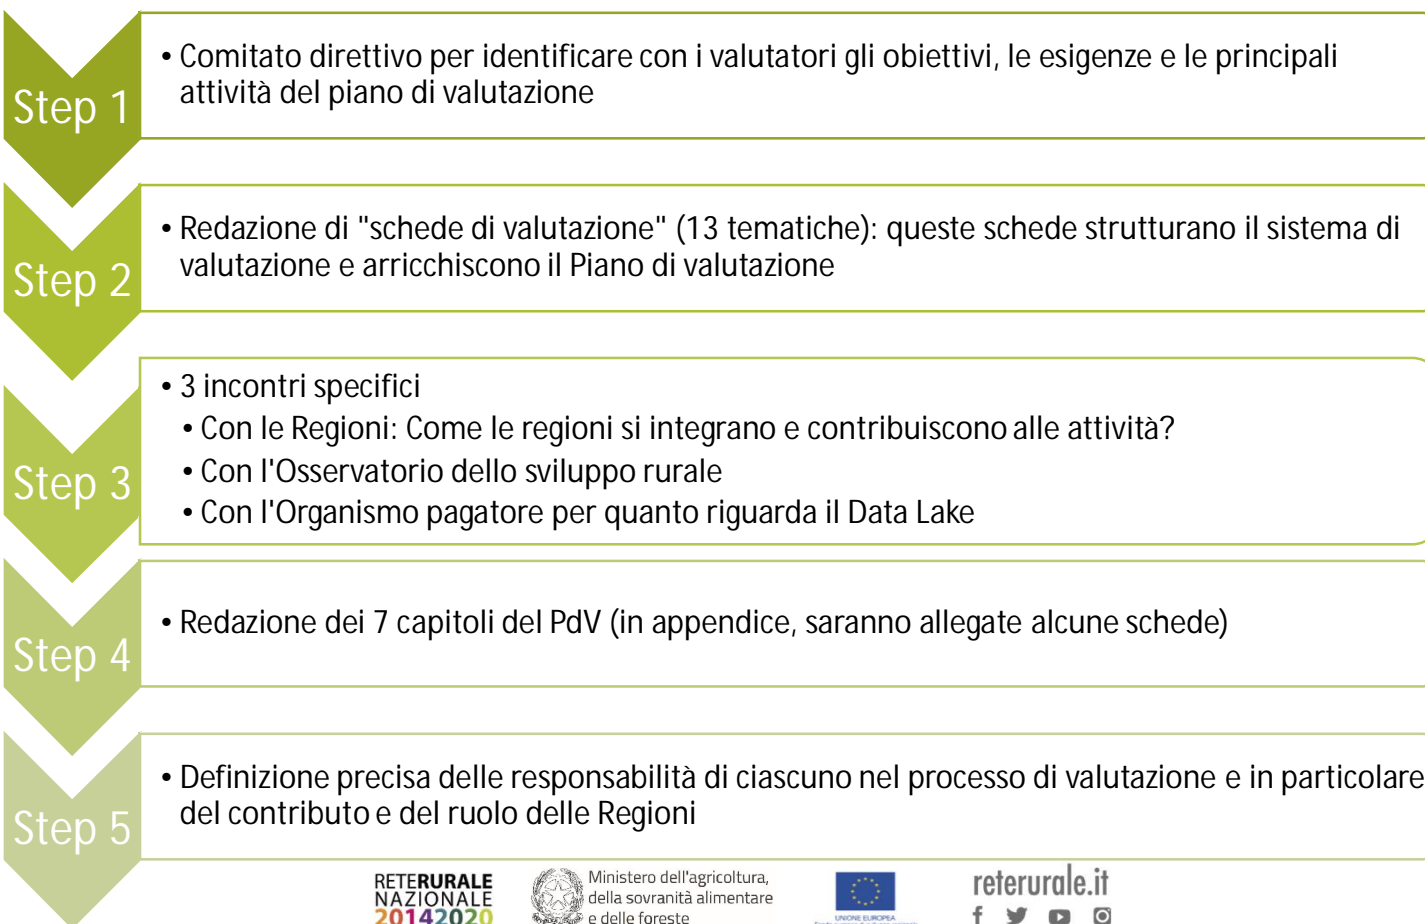 Step 1
• Comitato direttivo per identificare con i valutatori gli obiettivi, le esigenze e le principali
attività del piano di valutazione
Step 2
• Redazione di "schede di valutazione" (13 tematiche): queste schede strutturano il sistema di
valutazione e arricchiscono il Piano di valutazione
Step 3
• 3 incontri specifici
• Con le Regioni: Come le regioni si integrano e contribuiscono alle attività?
• Con l'Osservatorio dello sviluppo rurale
• Con l'Organismo pagatore per quanto riguarda il Data Lake
Step 4
• Redazione dei 7 capitoli del PdV (in appendice, saranno allegate alcune schede)
Step 5
• Definizione precisa delle responsabilità di ciascuno nel processo di valutazione e in particolare
del contributo e del ruolo delle Regioni
RETERURALE
NAZIONALE
20142020
Ministero dell'agricoltura,
della sovranità alimentare
e delle foreste
UNIONE EUROPEA
reterurale.it